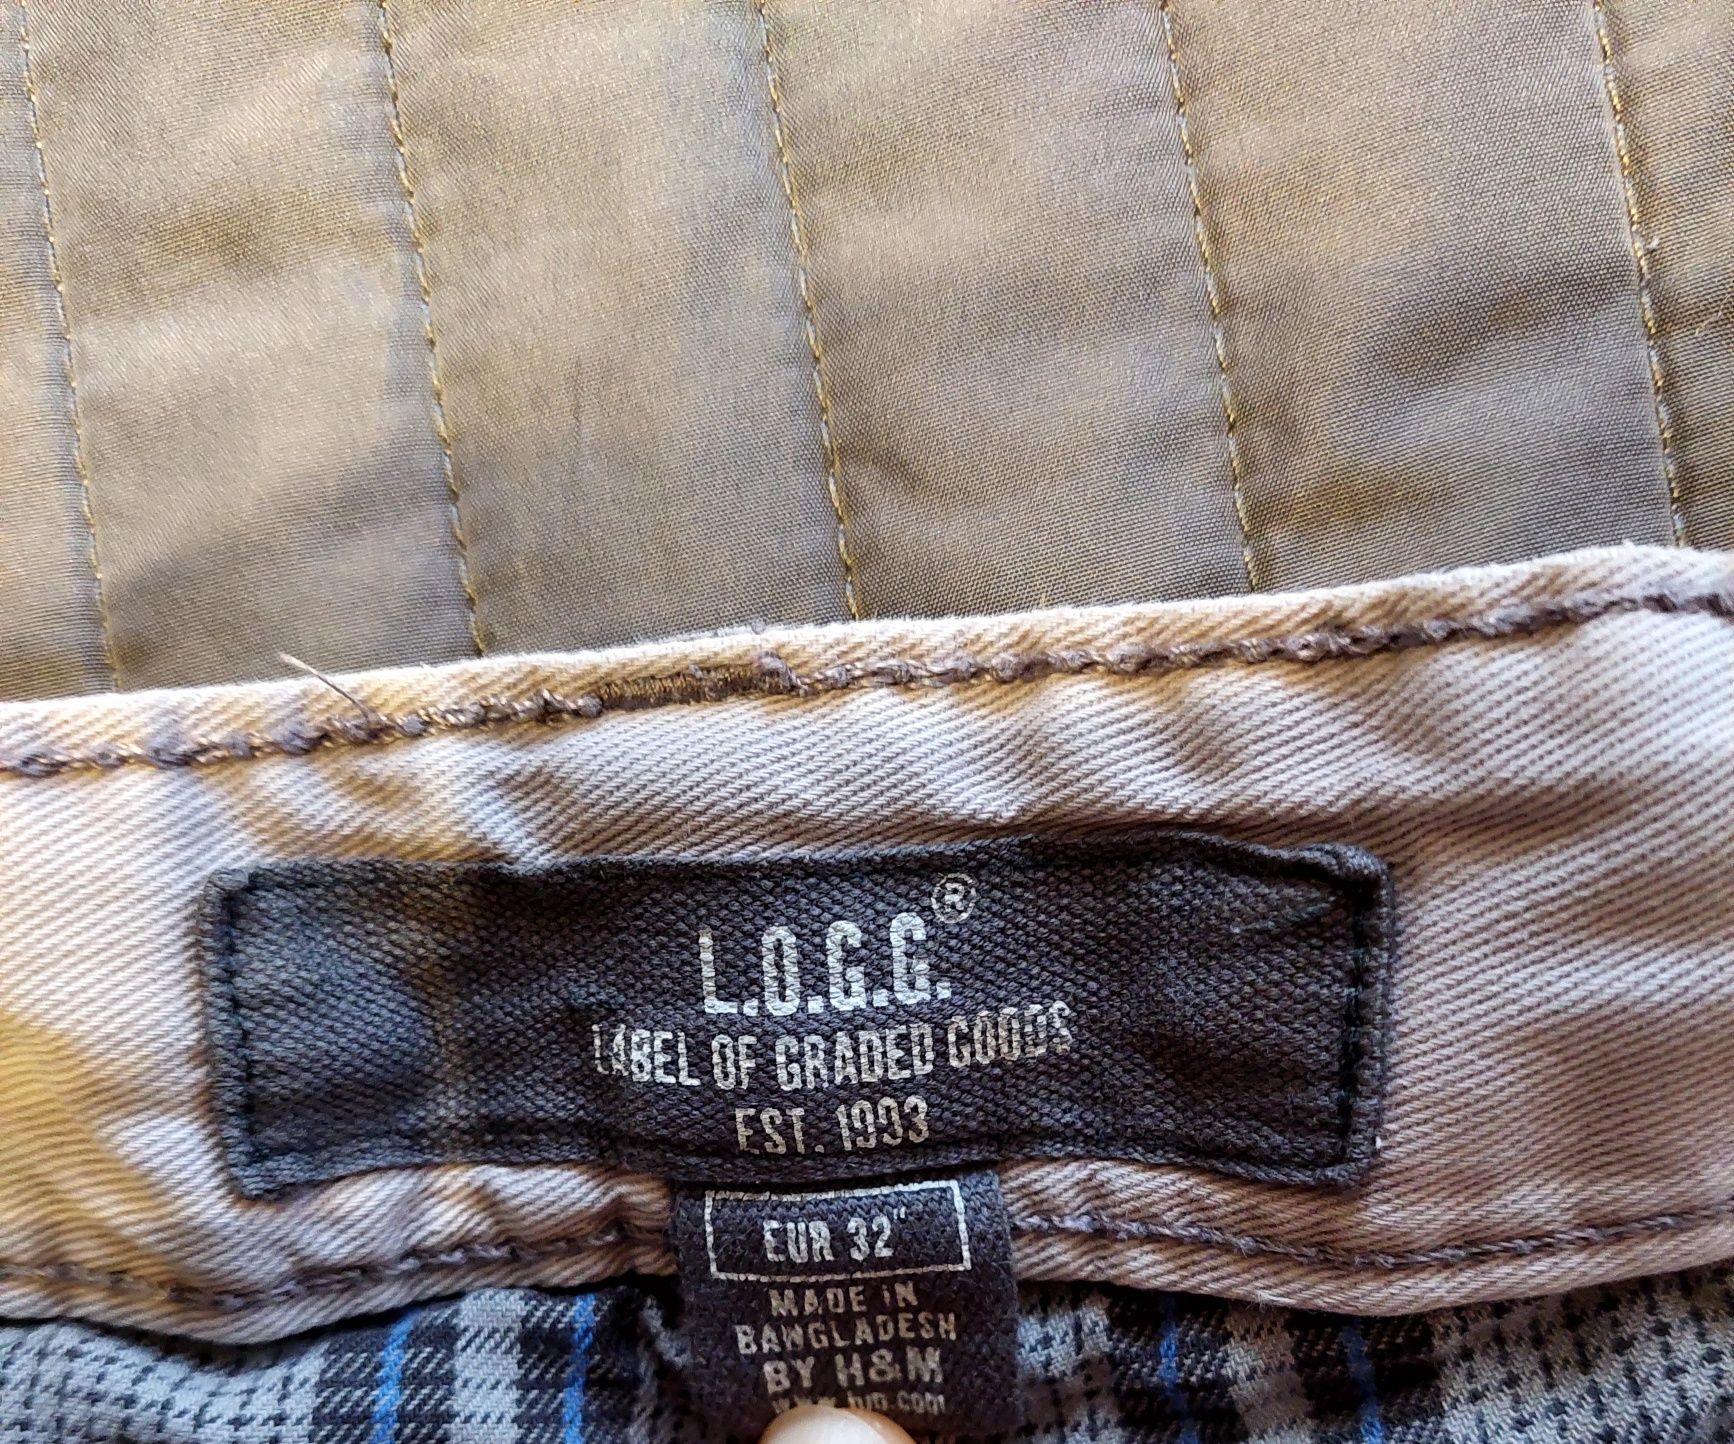 L.O.G.G.®
LABEL OF GRADED GOODS
EST. 1993
EUR 32"
MADE IN
BANGLADESH
BY H&M